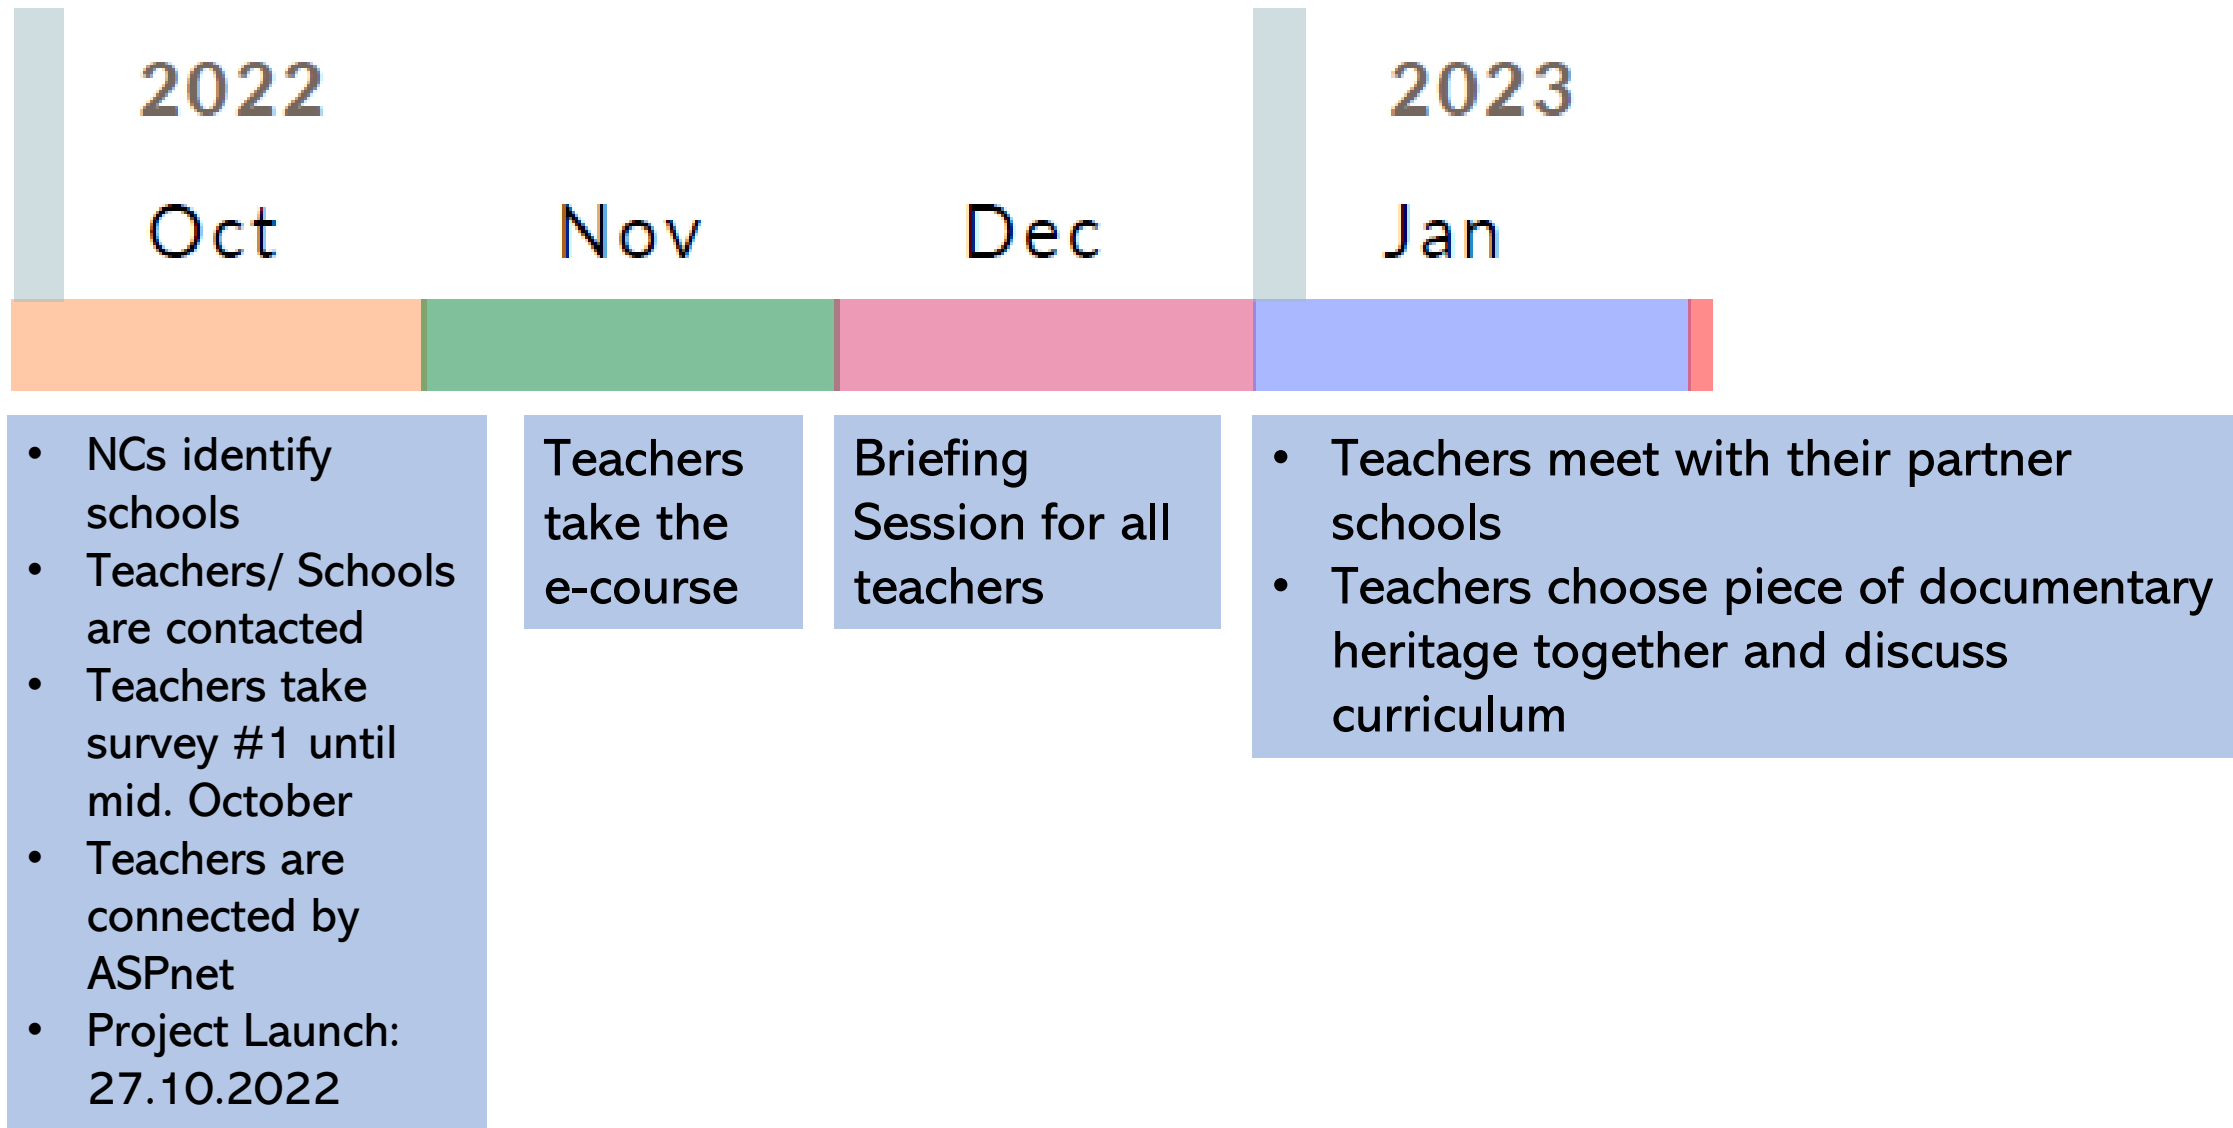 2022
2023
Oct
Nov
Dec
Jan
• NCs identify
schools
• Teachers/ Schools
are contacted
• Teachers take
survey #1 until
mid. October
• Teachers are
connected by
ASPnet
• Project Launch:
27.10.2022
Teachers
take the
e-course
Briefing
Session for all
teachers
• Teachers meet with their partner
schools
• Teachers choose piece of documentary
heritage together and discuss
curriculum